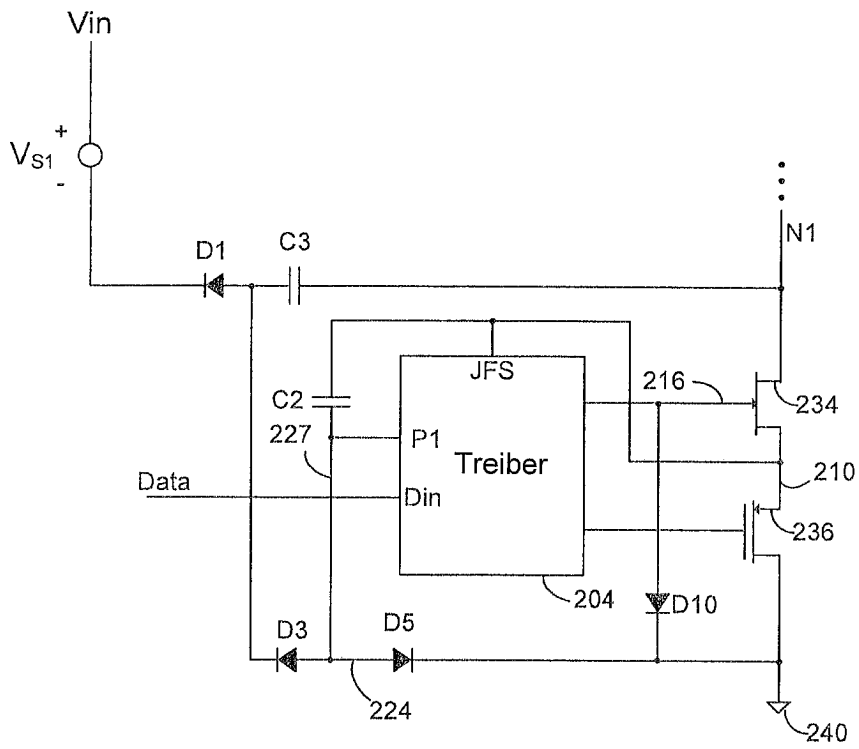 Vin
+
VS1
-
D1
C3
N1
JFS
216
234
C2
227
P1
Treiber
210
Data
Din
236
204
D10
D3
D5
224
240